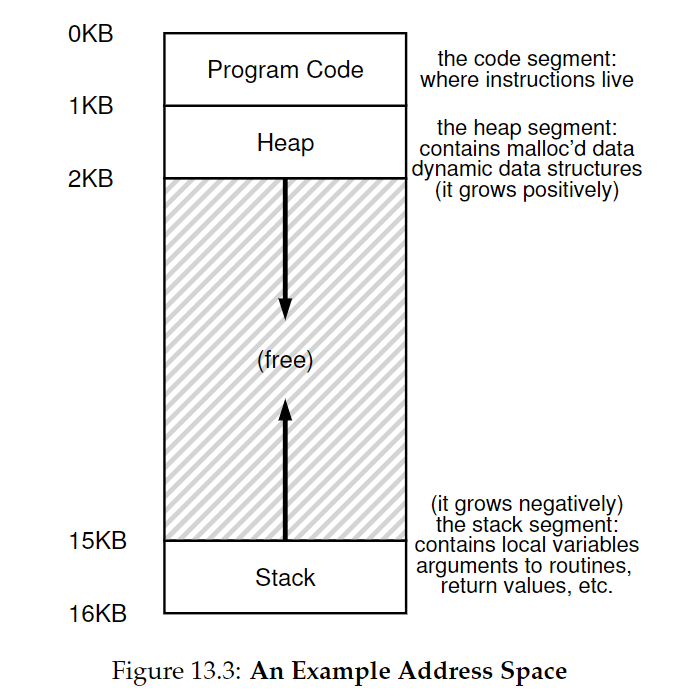 0KB
Program Code
the code segment:
where instructions live
1KB
Heap
the heap segment:
contains malloc’d data
dynamic data structures
(it grows positively)
2KB
(free)
(it grows negatively)
the stack segment:
contains local variables
arguments to routines,
return values, etc.
15KB
Stack
16KB
Figure 13.3: An Example Address Space